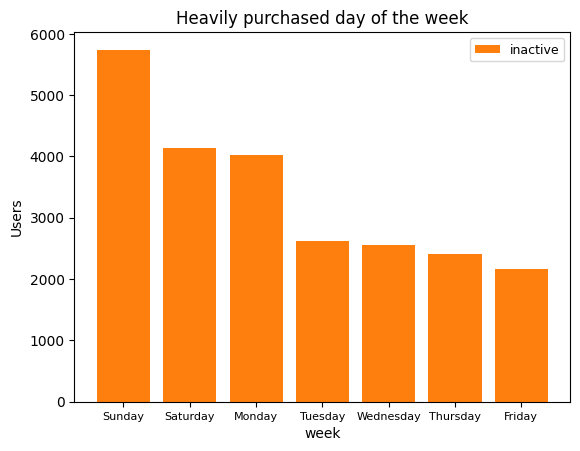 Heavily purchased day of the week
inactive
Users
6000
5000
4000
3000
2000
1000
0
Sunday Saturday Monday Tuesday Wednesday Thursday Friday
week